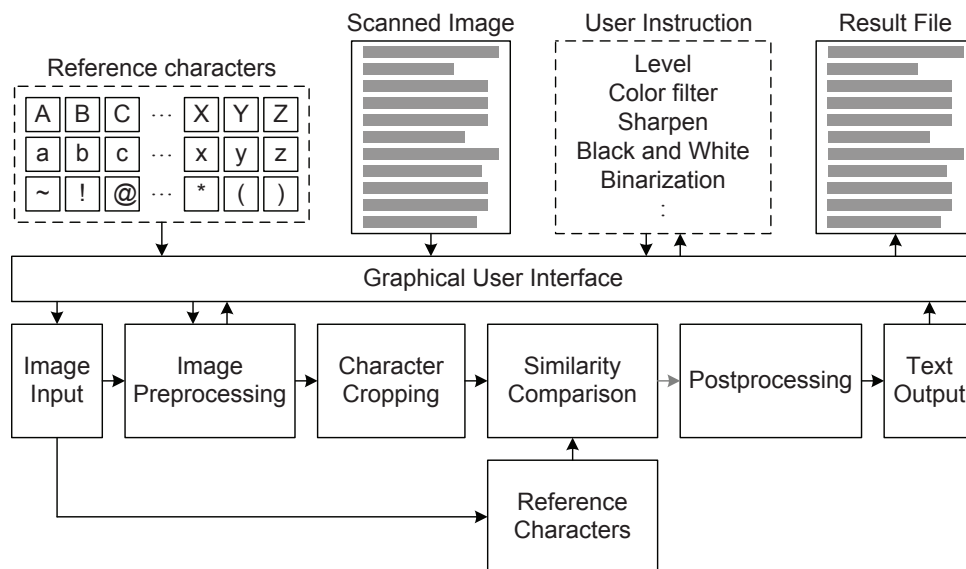 Scanned Image
User Instruction
Result File
Reference characters
A B C ... X Y Z
a b c ... x y z
~ ! @ ... * ( )
Level
Color filter
Sharpen
Black and White
Binarization
:
Graphical User Interface
Image
Input
Image
Preprocessing
Character
Cropping
Similarity
Comparison
Postprocessing
Text
Output
Reference
Characters